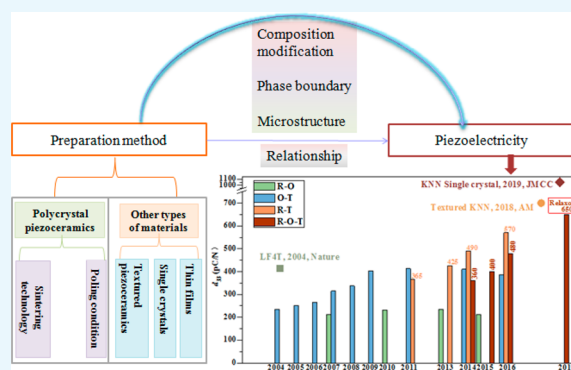 Composition
modification
Phase boundary
Microstructure
Preparation method
Relationship
Piezoelectricity
Polycrystal
piezoceramics
Other types
of materials
Sintering
technology
Poling condition
Textured
piezoceramics
Single crystals
Thin films
R-O
O-T
R-T
R-O-T
KNN Single crystal, 2019, JMCC
Textured KNN, 2018, AM
LF4T, 2004, Nature
365
425
490
360
400
570
480
650
d33 (pC/N)
1100
1000
600
500
400
300
200
100
0
2004 2005 2006 2007 2008 2009 2010 2011 2013 2014 2015 2016